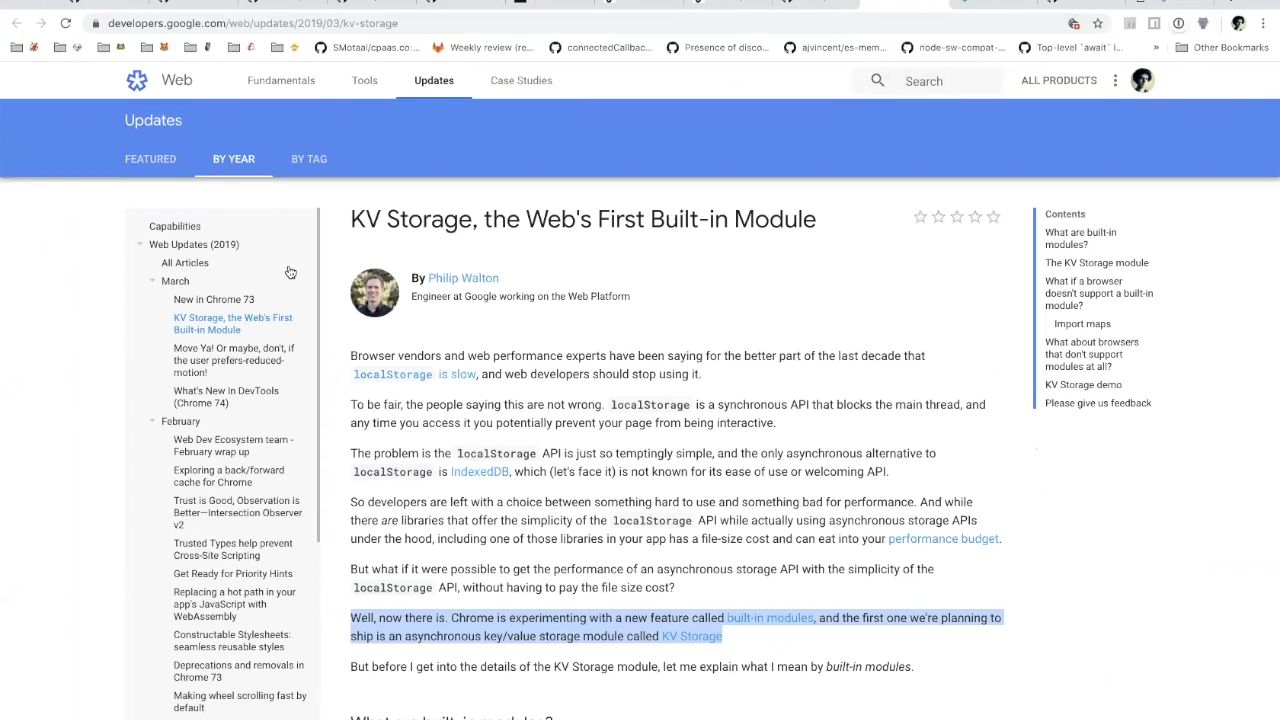 developers.google.com/web/updates/2019/03/kv-storage
SMotaal/cpaas.co:...
Weekly review (re...
connectedCallbac...
Presence of disco...
ajvincent/es-mem...
node-sw-compat-...
Top-level `await` i...
»
Other Bookmarks
Web
Fundamentals
Tools
Updates
Case Studies
Search
ALL PRODUCTS
Updates
FEATURED
BY YEAR
BY TAG
Capabilities
Web Updates (2019)
All Articles
March
New in Chrome 73
KV Storage, the Web's First
Built-in Module
Move Ya! Or maybe, don't, if
the user prefers-reduced-
motion!
What's New In DevTools
(Chrome 74)
February
Web Dev Ecosystem team -
February wrap up
Exploring a back/forward
cache for Chrome
Trust is Good, Observation is
Better—Intersection Observer
v2
Trusted Types help prevent
Cross-Site Scripting
Get Ready for Priority Hints
Replacing a hot path in your
app's JavaScript with
WebAssembly
Constructable Stylesheets:
seamless reusable styles
Deprecations and removals in
Chrome 73
Making wheel scrolling fast by
default
KV Storage, the Web's First Built-in Module
By Philip Walton
Engineer at Google working on the Web Platform
Browser vendors and web performance experts have been saying for the better part of the last decade that
localStorage is slow, and web developers should stop using it.
To be fair, the people saying this are not wrong. localStorage is a synchronous API that blocks the main thread, and
any time you access it you potentially prevent your page from being interactive.
The problem is the localStorage API is just so temptingly simple, and the only asynchronous alternative to
localStorage is IndexedDB, which (let's face it) is not known for its ease of use or welcoming API.
So developers are left with a choice between something hard to use and something bad for performance. And while
there are libraries that offer the simplicity of the localStorage API while actually using asynchronous storage APIs
under the hood, including one of those libraries in your app has a file-size cost and can eat into your performance budget.
But what if it were possible to get the performance of an asynchronous storage API with the simplicity of the
localStorage API, without having to pay the file size cost?
Well, now there is. Chrome is experimenting with a new feature called built-in modules, and the first one we're planning to
ship is an asynchronous key/value storage module called KV Storage
But before I get into the details of the KV Storage module, let me explain what I mean by built-in modules.
What are built-in modules?
Contents
What are built-in
modules?
The KV Storage module
What if a browser
doesn't support a built-in
module?
Import maps
What about browsers
that don't support
modules at all?
KV Storage demo
Please give us feedback